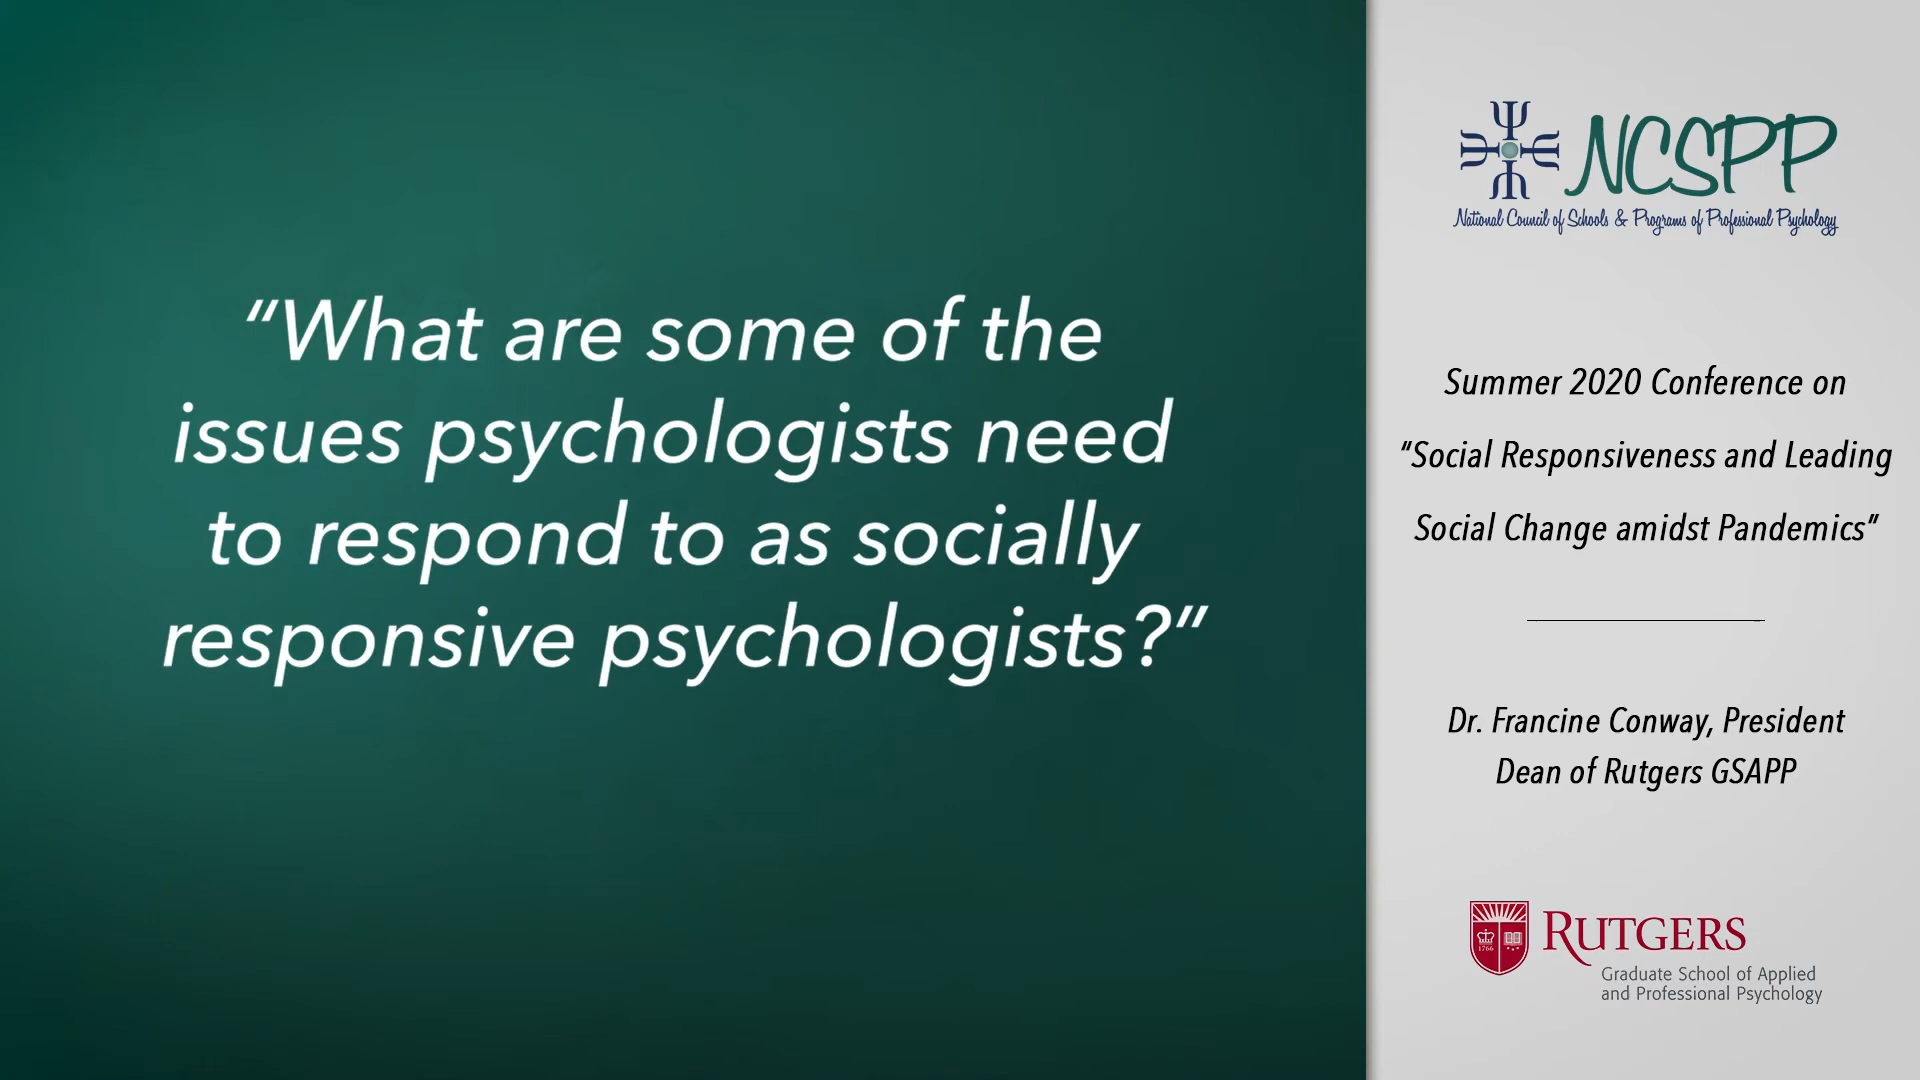 “What are some of the
issues psychologists need
to respond to as socially
responsive psychologists?”
NCSPP
National Council of Schools & Programs of Professional Psychology
Summer 2020 Conference on
“Social Responsiveness and Leading
Social Change amidst Pandemics”
Dr. Francine Conway, President
Dean of Rutgers GSAPP
1766
RUTGERS
Graduate School of Applied
and Professional Psychology